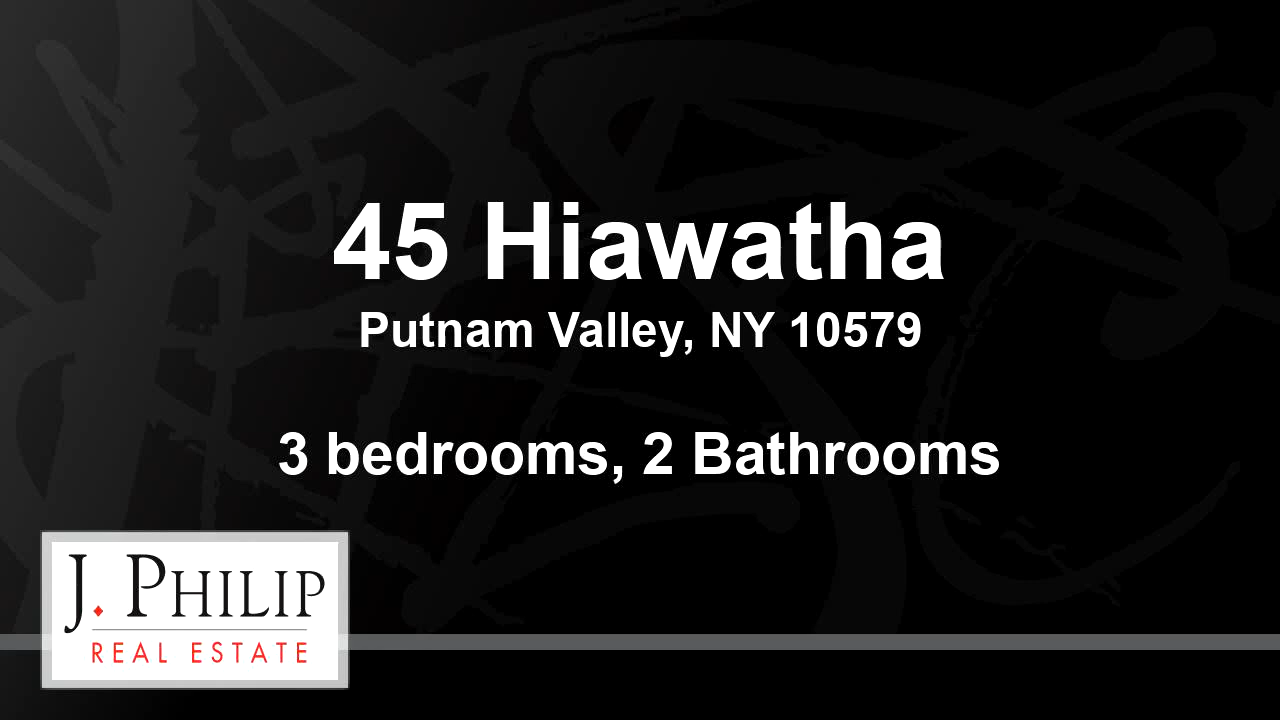 45 Hiawatha
Putnam Valley, NY 10579
3 bedrooms, 2 Bathrooms
J. PHILIP
REAL ESTATE